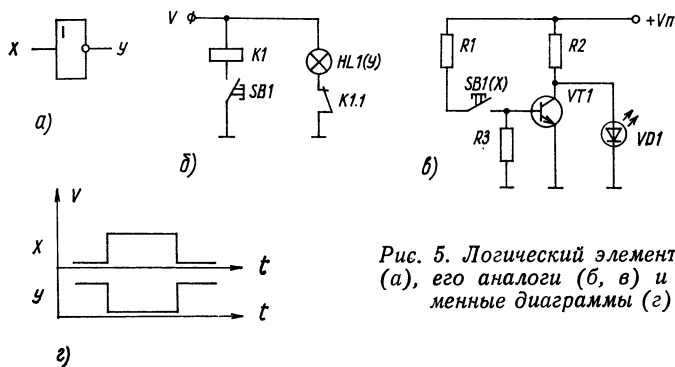 X
1
У
а)
V
K1
SB1
HL1(У)
K1.1
б)
R1
R2
+Vп
SB1(X)
VT1
R3
VD1
в)
V
X
t
У
t
г)
Рис. 5. Логический элемент
(а), его аналоги (б, в) и
менные диаграммы (г)